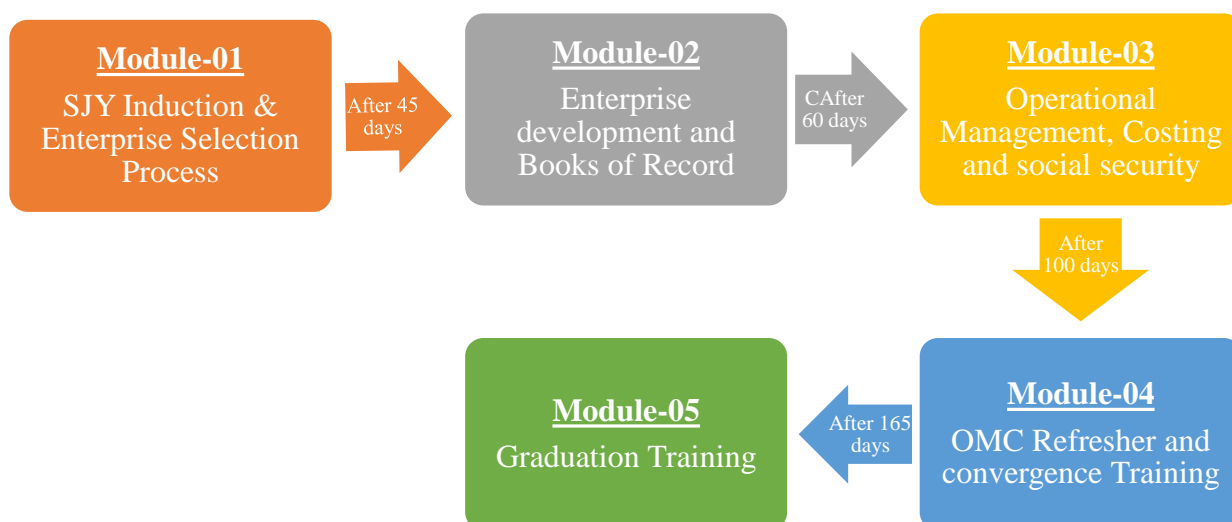 Module-01
SJY Induction &
Enterprise Selection
Process
After 45
days
Module-02
Enterprise
development and
Books of Record
CAfter
60 days
Module-03
Operational
Management, Costing
and social security
After
100 days
Module-04
OMC Refresher and
convergence Training
After 165
days
Module-05
Graduation Training